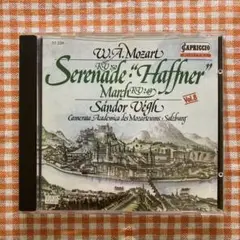 CAPRICCIO
W.A. Mozart
KV 250
Serenade "Haffner"
March KV 249
Vol. 8
Sándor Végh
Camerata Academica des Mozarteums · Salzburg